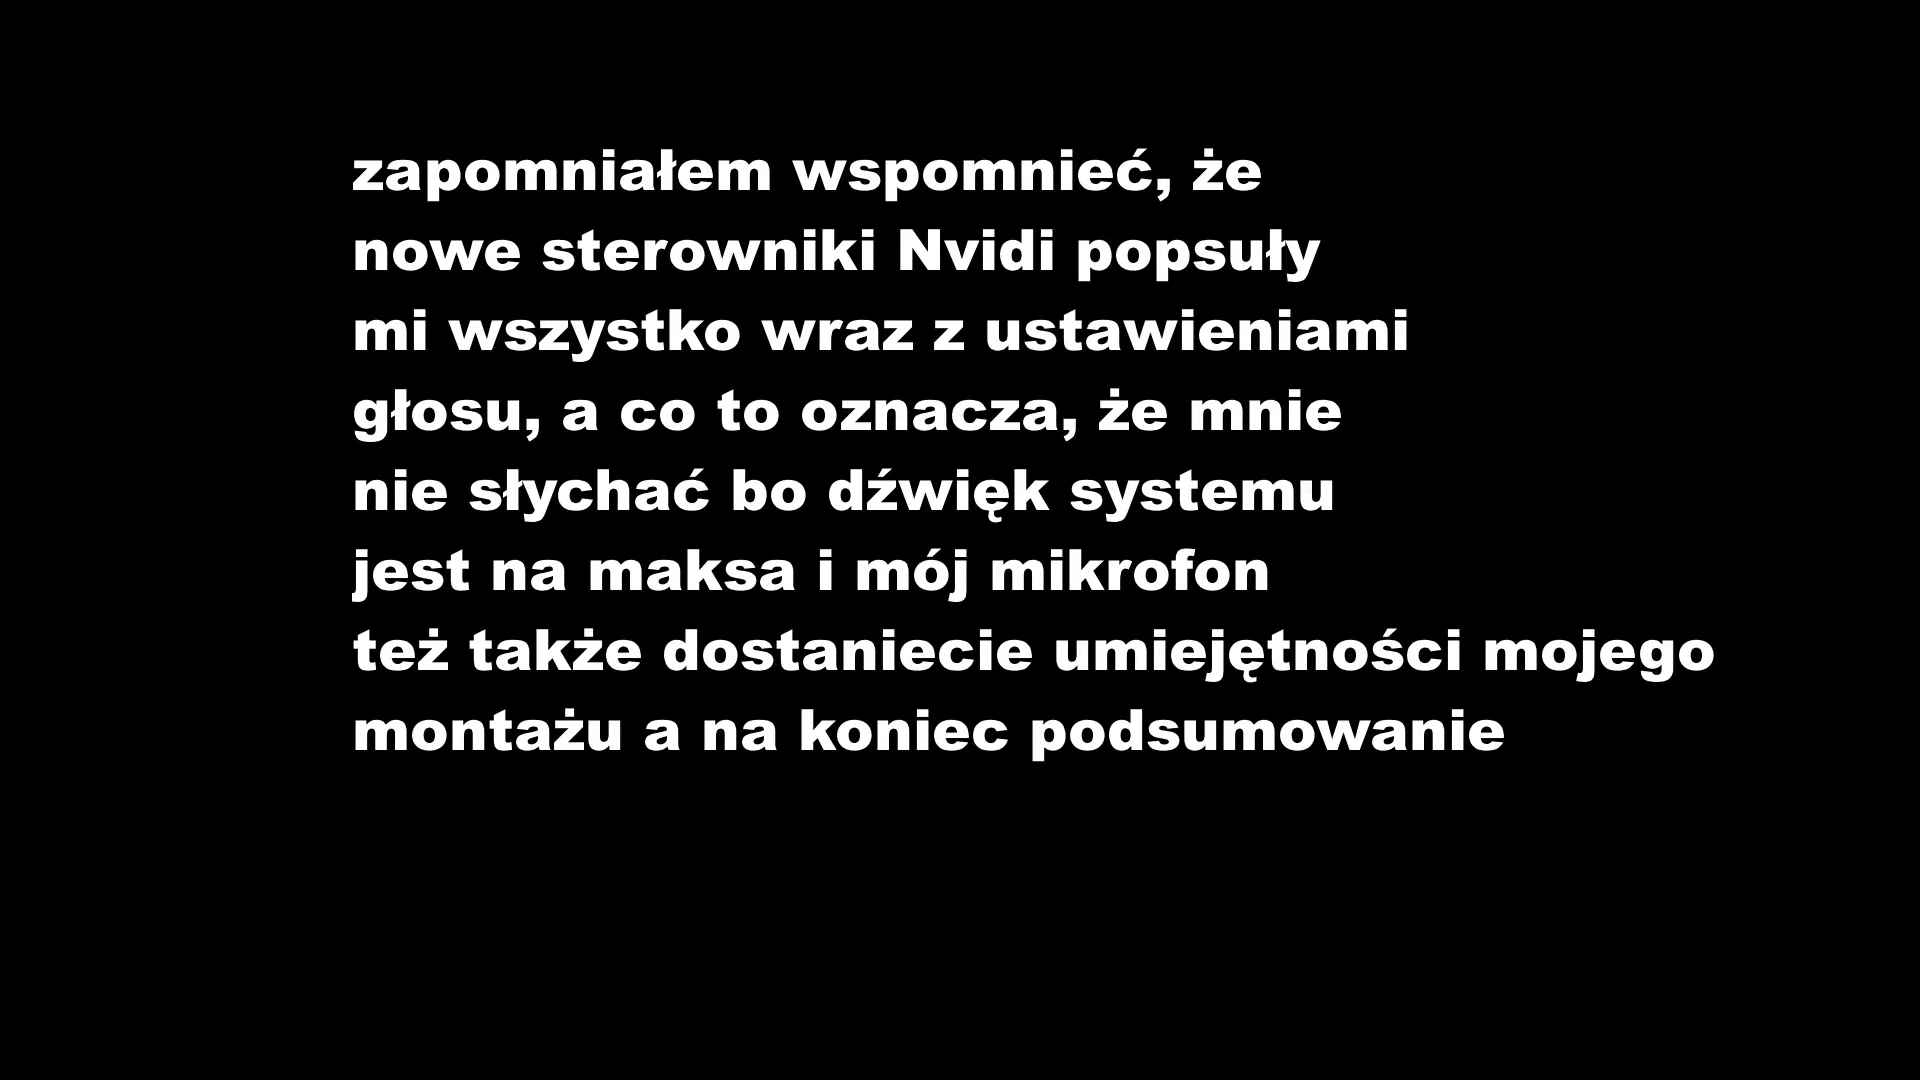 zapomniałem wspomnieć, że
nowe sterowniki Nvidi popsuły
mi wszystko wraz z ustawieniami
głosu, a co to oznacza, że mnie
nie słychać bo dźwięk systemu
jest na maksa i mój mikrofon
też także dostaniecie umiejętności mojego
montażu a na koniec podsumowanie